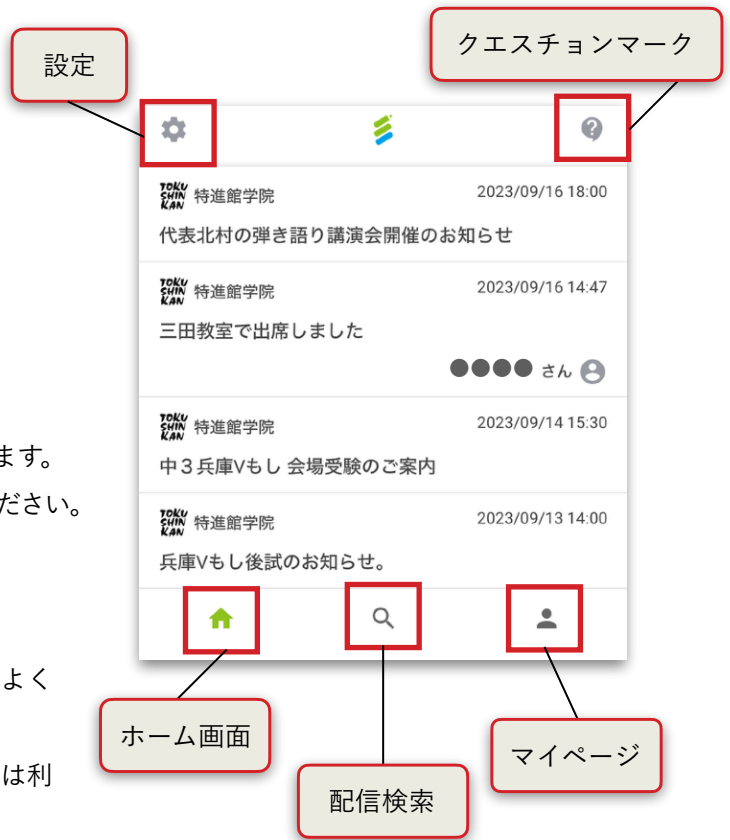 クエスチョンマーク
設定
TOKU SHIN KAN 特進館学院 2023/09/16 18:00
代表北村の弾き語り講演会開催のお知らせ
TOKU SHIN KAN 特進館学院 2023/09/16 14:47
三田教室で出席しました
●●●● さん
TOKU SHIN KAN 特進館学院 2023/09/14 15:30
中3兵庫Vもし 会場受験のご案内
TOKU SHIN KAN 特進館学院 2023/09/13 14:00
兵庫Vもし後試のお知らせ。
ます。
ださい。
よく
は利
ホーム画面
マイページ
配信検索